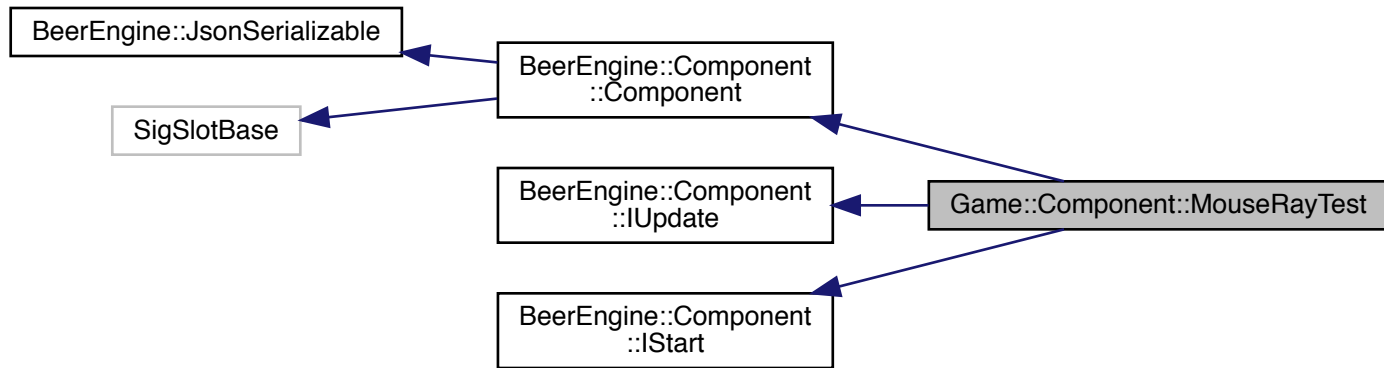 BeerEngine::JsonSerializable
SigSlotBase
BeerEngine::Component
::Component
BeerEngine::Component
::IUpdate
BeerEngine::Component
::IStart
Game::Component::MouseRayTest